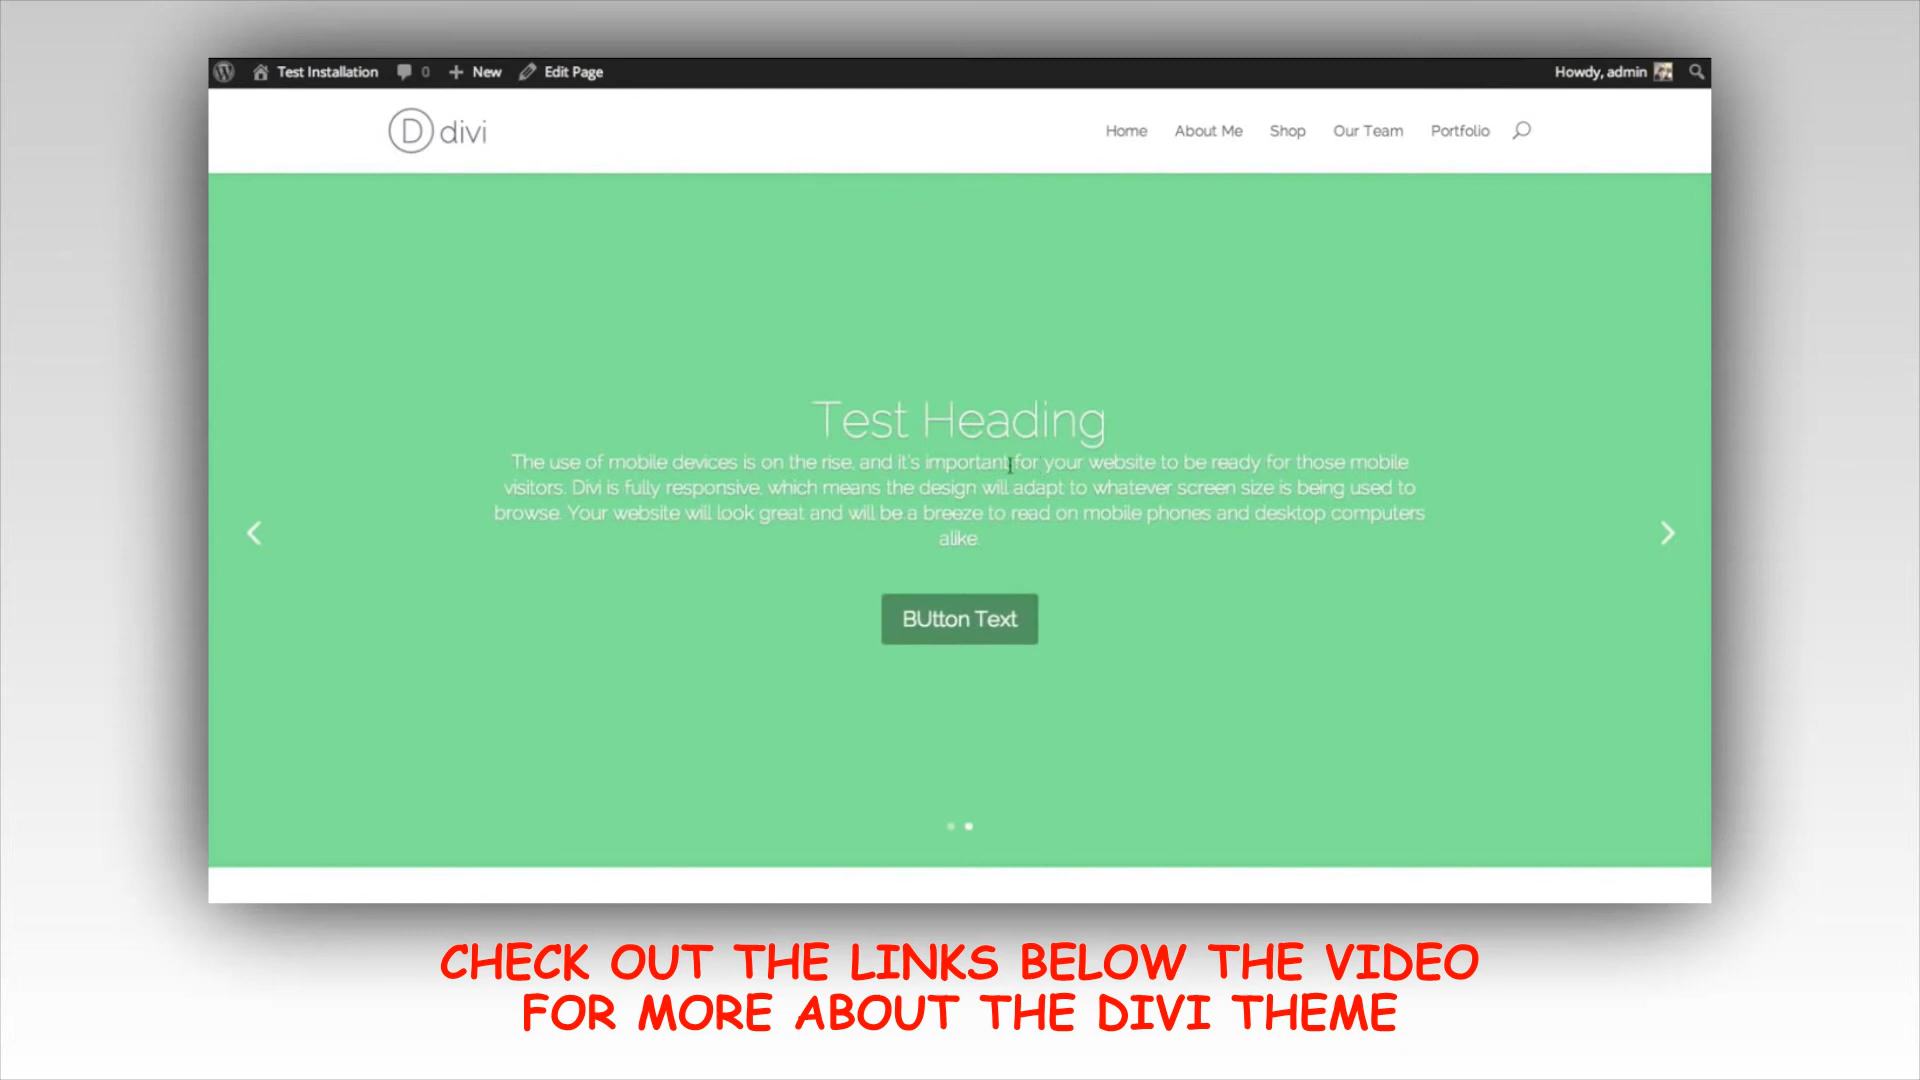 Test Installation 0 New Edit Page Howdy, admin
D divi Home About Me Shop Our Team Portfolio
Test Heading
The use of mobile devices is on the rise, and it's important for your website to be ready for those mobile
visitors. Divi is fully responsive, which means the design will adapt to whatever screen size is being used to
browse. Your website will look great and will be a breeze to read on mobile phones and desktop computers
alike.
BUtton Text
CHECK OUT THE LINKS BELOW THE VIDEO
FOR MORE ABOUT THE DIVI THEME